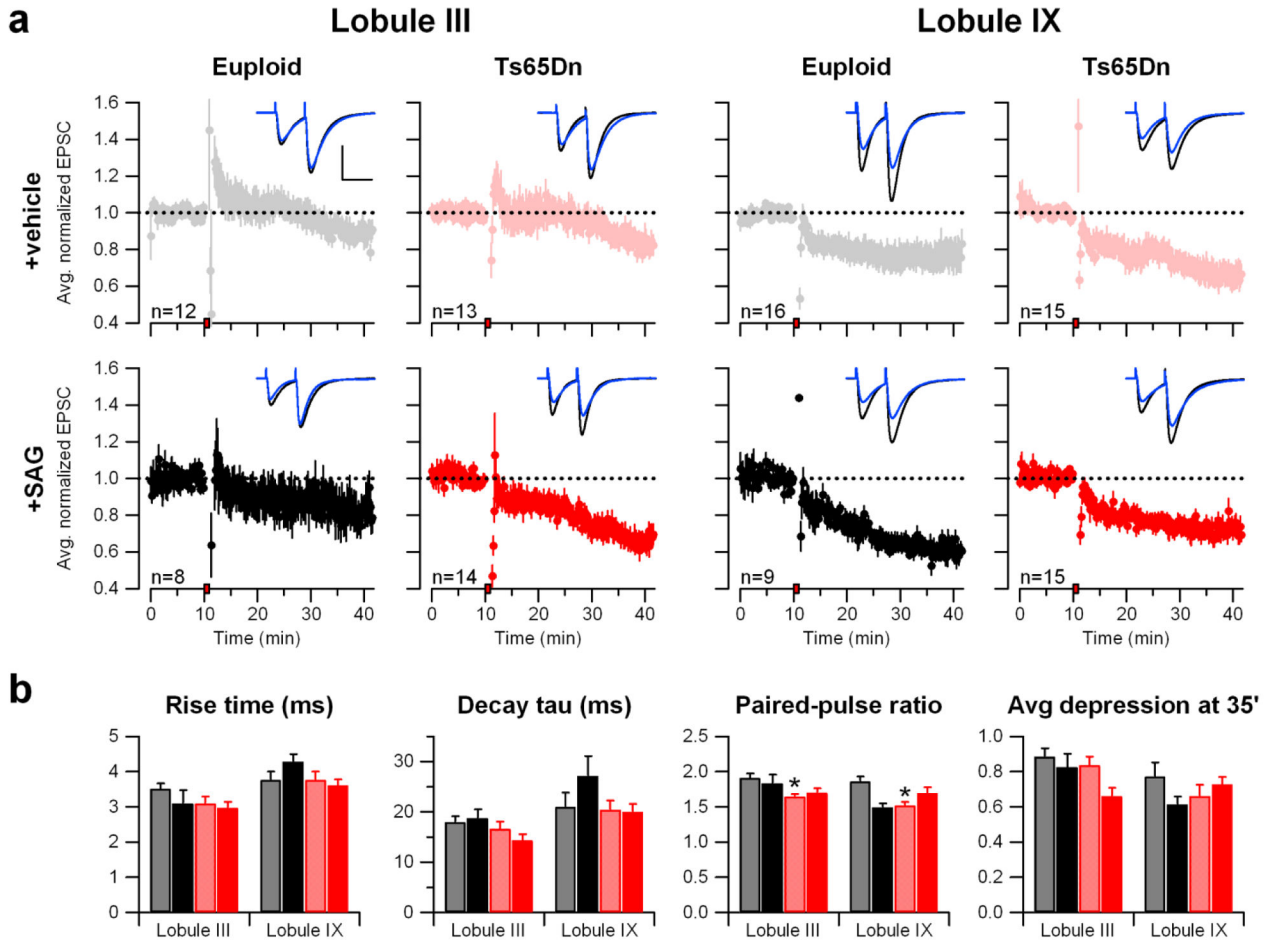 a
Lobule III
Lobule IX
Euploid
Ts65Dn
Euploid
Ts65Dn
+vehicle
Avg. normalized EPSC
1.6
1.4
1.2
1.0
0.8
0.6
0.4
n=12
n=13
n=16
n=15
+SAG
Avg. normalized EPSC
1.6
1.4
1.2
1.0
0.8
0.6
0.4
n=8
n=14
n=9
n=15
0 10 20 30 40
0 10 20 30 40
0 10 20 30 40
0 10 20 30 40
Time (min)
Time (min)
Time (min)
Time (min)
b
Rise time (ms)
5
4
3
2
1
0
Lobule III Lobule IX
Decay tau (ms)
30
20
10
0
Lobule III Lobule IX
Paired-pulse ratio
2.5
2.0
1.5
1.0
0.5
0.0
* *
Lobule III Lobule IX
Avg depression at 35'
1.0
0.8
0.6
0.4
0.2
0.0
Lobule III Lobule IX